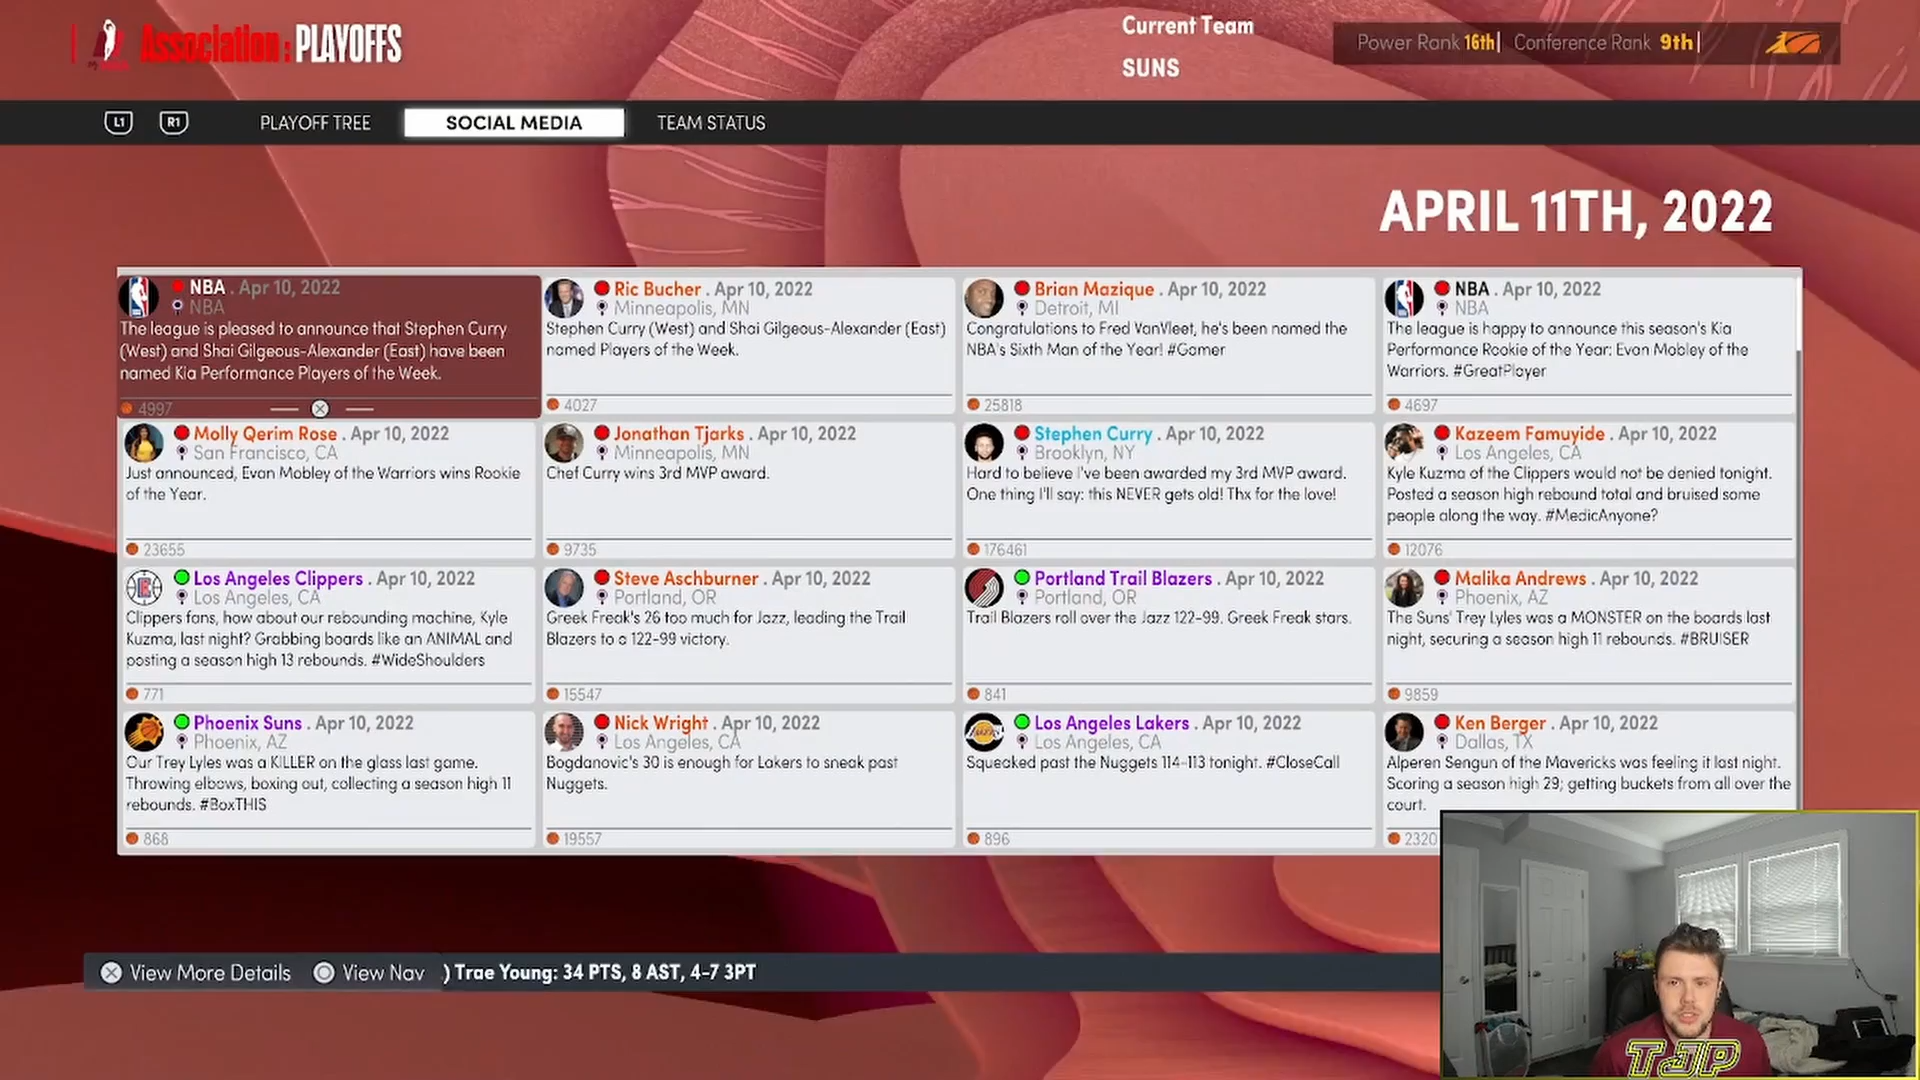 Association: PLAYOFFS
Current Team
SUNS
Power Rank 16th| Conference Rank 9th|
L1 R1 PLAYOFF TREE SOCIAL MEDIA TEAM STATUS
APRIL 11TH, 2022
NBA . Apr 10, 2022
NBA
The league is pleased to announce that Stephen Curry
(West) and Shai Gilgeous-Alexander (East) have been
named Kia Performance Players of the Week.
4997
Ric Bucher . Apr 10, 2022
Minneapolis, MN
Stephen Curry (West) and Shai Gilgeous-Alexander (East)
named Players of the Week.
4027
Brian Mazique . Apr 10, 2022
Detroit, MI
Congratulations to Fred VanVleet, he's been named the
NBA's Sixth Man of the Year! #Gamer
25818
NBA . Apr 10, 2022
NBA
The league is happy to announce this season's Kia
Performance Rookie of the Year: Evan Mobley of the
Warriors. #GreatPlayer
4697
Molly Qerim Rose . Apr 10, 2022
San Francisco, CA
Just announced, Evan Mobley of the Warriors wins Rookie
of the Year.
23655
Jonathan Tjarks . Apr 10, 2022
Minneapolis, MN
Chef Curry wins 3rd MVP award.
9735
Stephen Curry . Apr 10, 2022
Brooklyn, NY
Hard to believe I've been awarded my 3rd MVP award.
One thing I'll say: this NEVER gets old! Thx for the love!
176461
Kazeem Famuyide . Apr 10, 2022
Los Angeles, CA
Kyle Kuzma of the Clippers would not be denied tonight.
Posted a season high rebound total and bruised some
people along the way. #MedicAnyone?
12076
Los Angeles Clippers . Apr 10, 2022
Los Angeles, CA
Clippers fans, how about our rebounding machine, Kyle
Kuzma, last night? Grabbing boards like an ANIMAL and
posting a season high 13 rebounds. #WideShoulders
771
Steve Aschburner . Apr 10, 2022
Portland, OR
Greek Freak's 26 too much for Jazz, leading the Trail
Blazers to a 122-99 victory.
15547
Portland Trail Blazers . Apr 10, 2022
Portland, OR
Trail Blazers roll over the Jazz 122-99. Greek Freak stars.
841
Malika Andrews . Apr 10, 2022
Phoenix, AZ
The Suns' Trey Lyles was a MONSTER on the boards last
night, securing a season high 11 rebounds. #BRUISER
9859
Phoenix Suns . Apr 10, 2022
Phoenix, AZ
Our Trey Lyles was a KILLER on the glass last game.
Throwing elbows, boxing out, collecting a season high 11
rebounds. #BoxTHIS
868
Nick Wright . Apr 10, 2022
Los Angeles, CA
Bogdanovic's 30 is enough for Lakers to sneak past
Nuggets.
19557
Los Angeles Lakers . Apr 10, 2022
Los Angeles, CA
Squeaked past the Nuggets 114-113 tonight. #CloseCall
896
Ken Berger . Apr 10, 2022
Dallas, TX
Alperen Sengun of the Mavericks was feeling it last night.
Scoring a season high 29; getting buckets from all over the
court.
2320
View More Details View Nav ) Trae Young: 34 PTS, 8 AST, 4-7 3PT
TJP